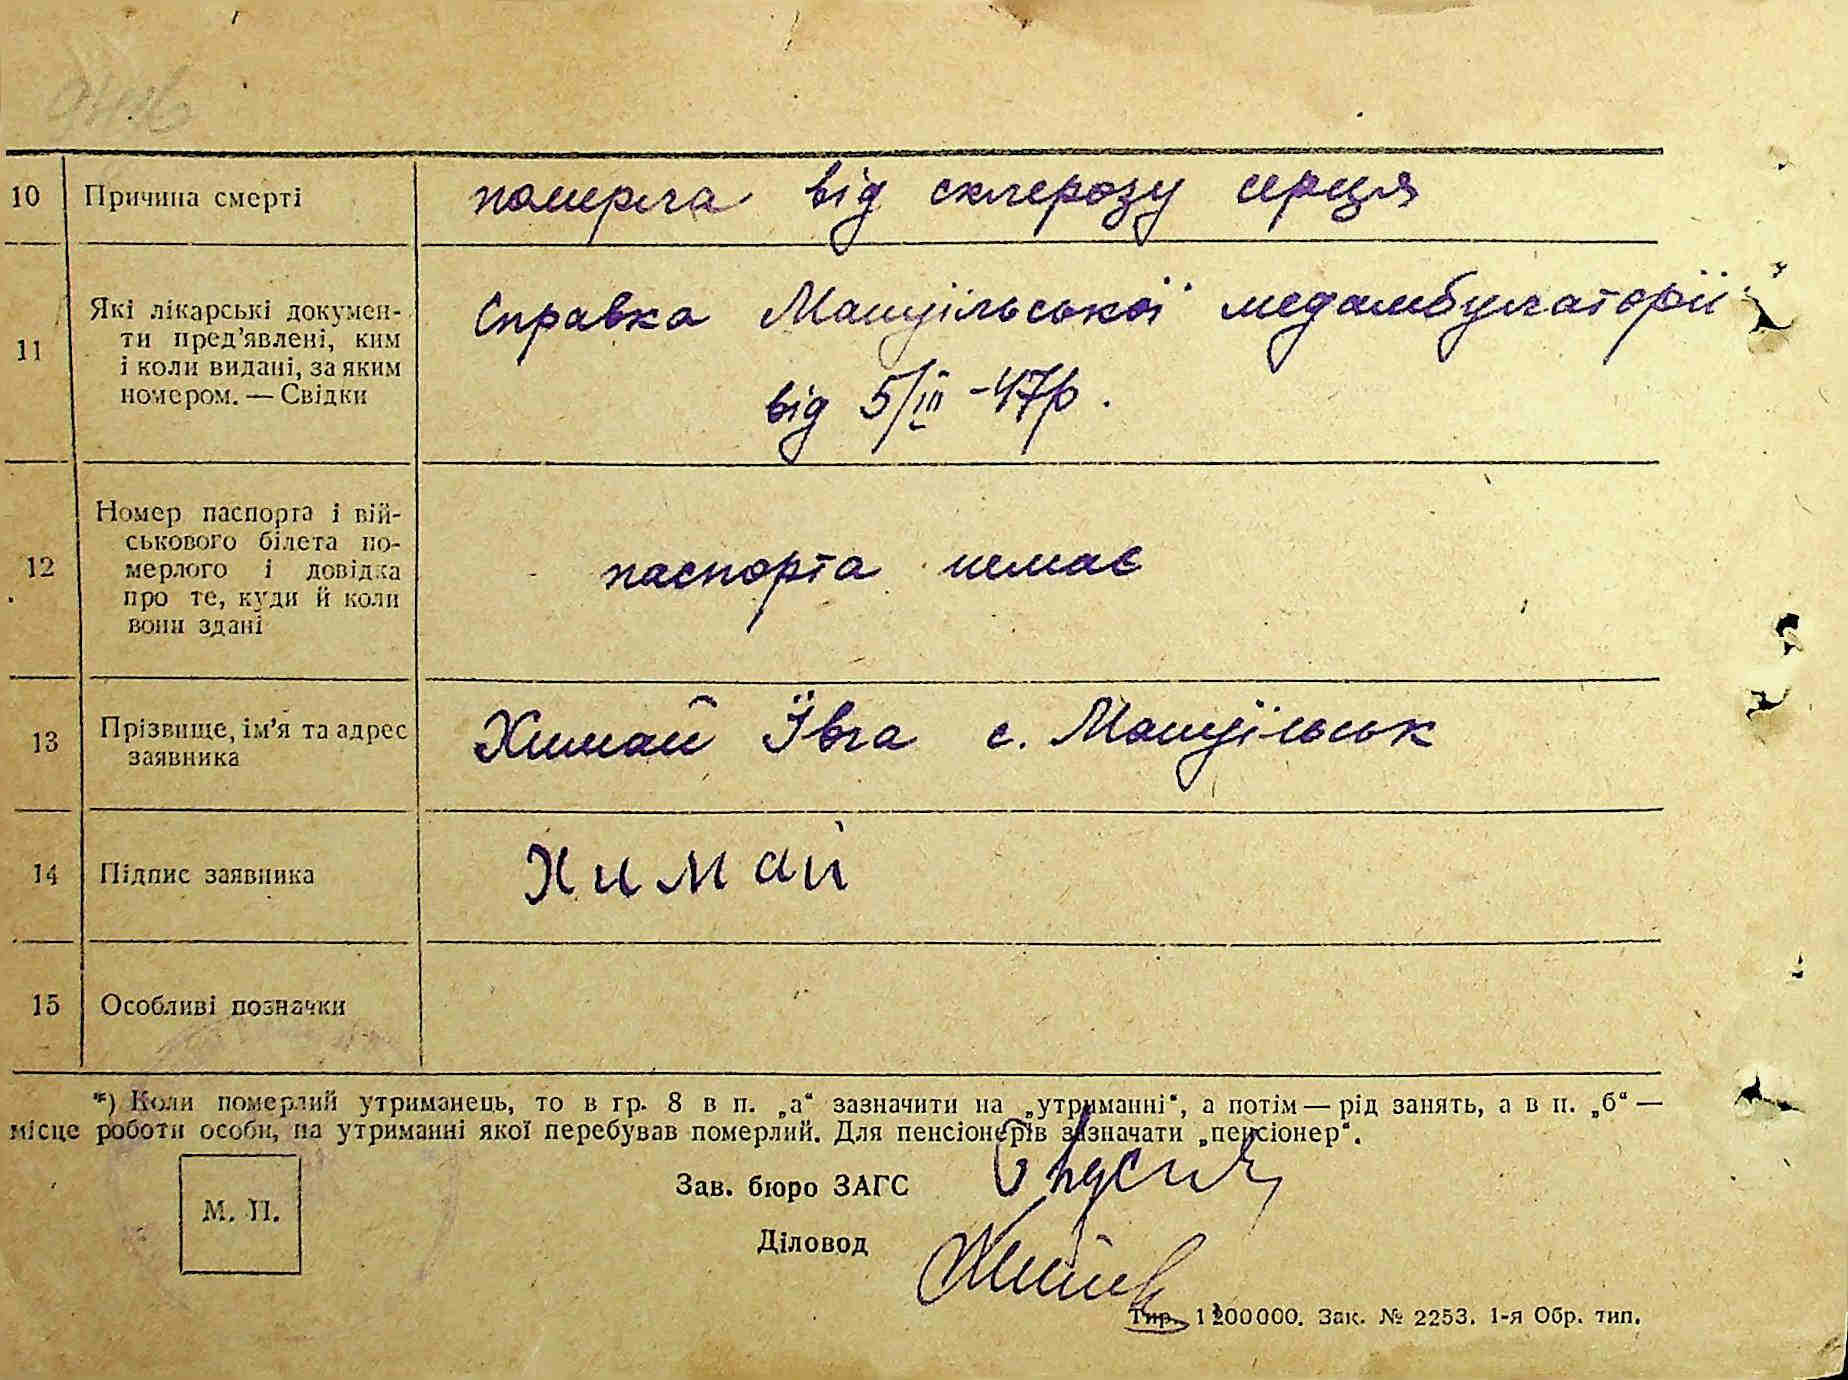 10 Причина смерті померла від склерозу серця
11 Які лікарські докумен-
ти пред'явлені, ким
і коли видані, за яким
номером. — Свідки
Справка Мащуїльської медамбулаторії
від 5/III -47р.
12 Номер паспорта і вій-
ськового білета по-
мерлого і довідка
про те, куди й коли
вони здані
паспорта немає
13 Прізвище, ім'я та адрес
заявника
Химай Ївга с. Мащуїльськ
14 Підпис заявника Химай
15 Особливі позначки
*) Коли померлий утриманець, то в гр. 8 в п. „а“ зазначити на „утриманні“, а потім — рід занять, а в п. „б“ —
місце роботи особи, на утриманні якої перебував померлий. Для пенсіонерів зазначати „пенсіонер“.
Зав. бюро ЗАГС
М. П.
Діловод
Тир. 1200000. Зак. № 2253. 1-я Обр. тип.